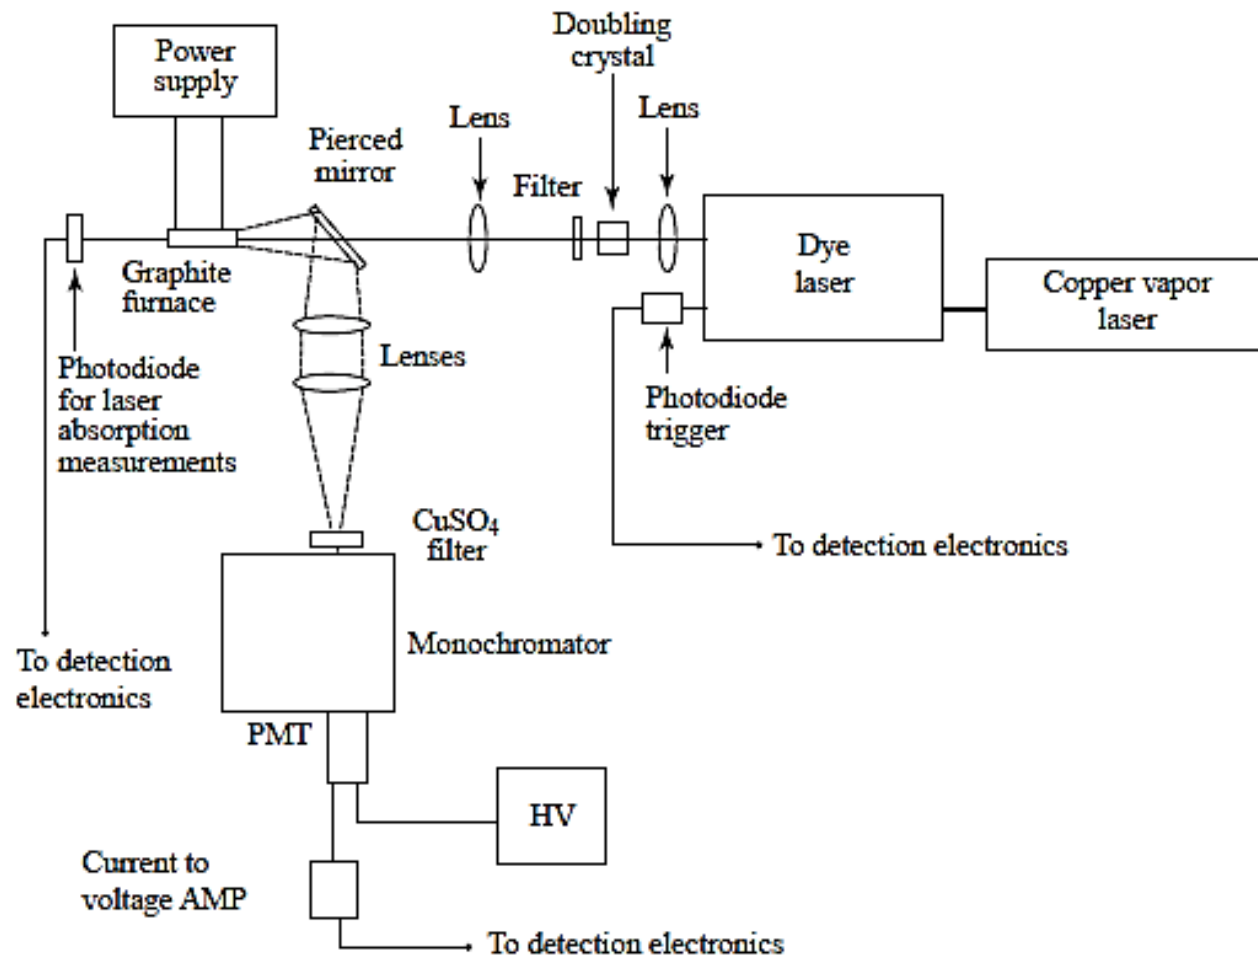 Doubling
crystal
Power
supply
Lens
Lens
Pierced
mirror
Filter
Dye
laser
Graphite
furnace
Copper vapor
laser
Lenses
Photodiode
for laser
absorption
measurements
Photodiode
trigger
CuSO₄
filter
To detection electronics
Monochromator
To detection
electronics
PMT
HV
Current to
voltage AMP
To detection electronics